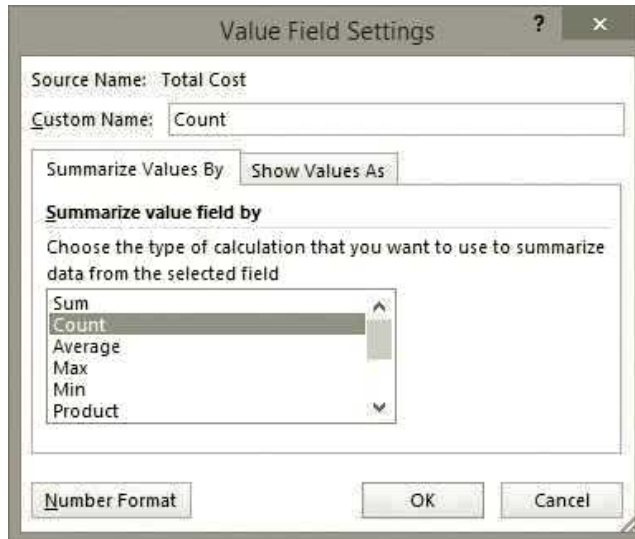 Value Field Settings ? ×
Source Name: Total Cost
Custom Name: Count
Summarize Values By Show Values As
Summarize value field by
Choose the type of calculation that you want to use to summarize
data from the selected field
Sum
Count
Average
Max
Min
Product
Number Format OK Cancel